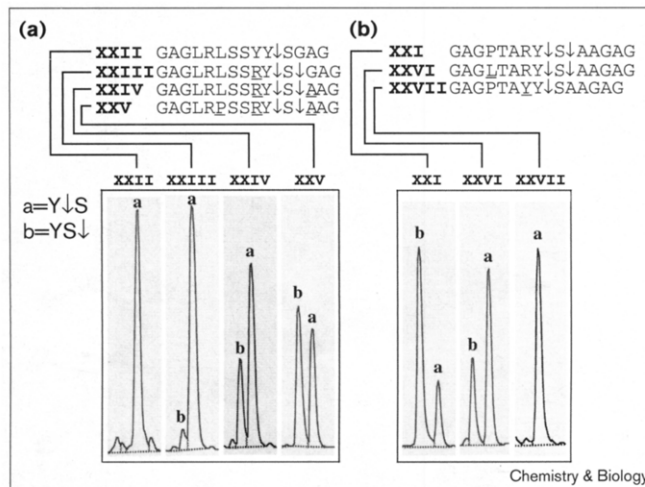 (a)
XXII GAGLRLSSYY↓SGAG
XXIII GAGLRLSSRY↓S↓GAG
XXIV GAGLRLSSRY↓S↓AAG
XXV GAGLRPSSRY↓S↓AAG
XXII XXIII XXIV XXV
a=Y↓S
b=YS↓
a
b a
b a
b a
(b)
XXI GAGPTARY↓S↓AAGAG
XXVI GAGLTARY↓S↓AAGAG
XXVII GAGPTAYY↓SAAGAG
XXI XXVI XXVII
b a
b a
a
Chemistry & Biology